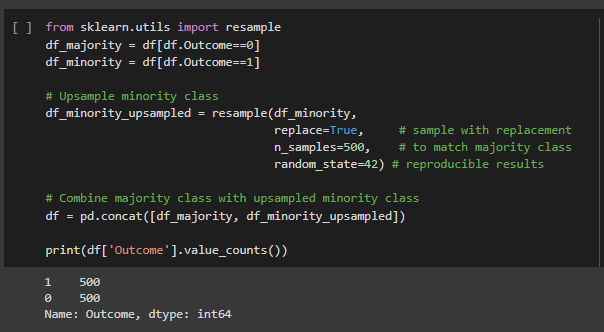 [ ] from sklearn.utils import resample
df_majority = df[df.Outcome==0]
df_minority = df[df.Outcome==1]
# Upsample minority class
df_minority_upsampled = resample(df_minority,
replace=True, # sample with replacement
n_samples=500, # to match majority class
random_state=42) # reproducible results
# Combine majority class with upsampled minority class
df = pd.concat([df_majority, df_minority_upsampled])
print(df['Outcome'].value_counts())
1 500
0 500
Name: Outcome, dtype: int64